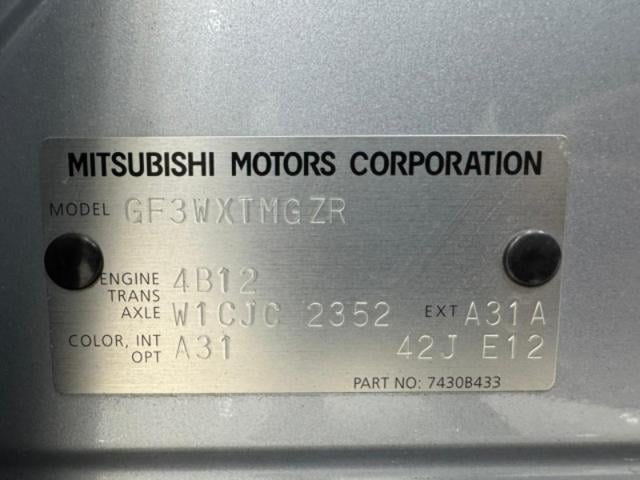 MITSUBISHI MOTORS CORPORATION
MODEL GF3WXTMGZR
ENGINE 4B12
TRANS
AXLE W1CJC 2352 EXT A31A
COLOR, INT A31 42J E12
OPT
PART NO: 7430B433